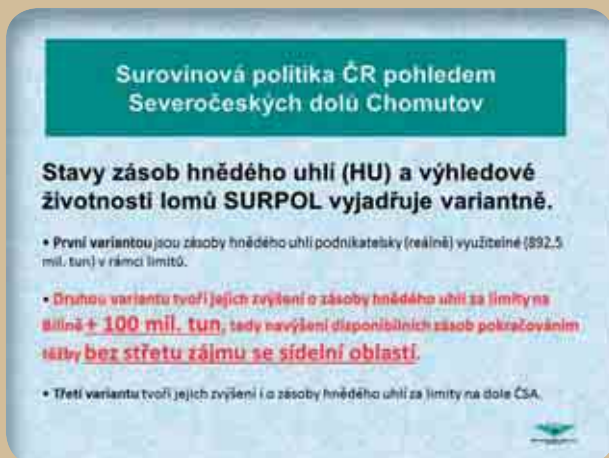 Surovinová politika ČR pohledem
Severočeských dolů Chomutov
Stavy zásob hnědého uhlí (HU) a výhledové
životnosti lomů SURPOL vyjadřuje variantně.
• První variantou jsou zásoby hnědého uhlí podnikatelsky (reálně) využitelné (892,5
mil. tun) v rámci limitů.
• Druhou variantu tvoří jejich zvýšení o zásoby hnědého uhlí za limity na
Bílině + 100 mil. tun, tedy navýšení disponibilních zásob pokračováním
těžby bez střetu zájmu se sídelní oblastí.
• Třetí variantu tvoří jejich zvýšení i o zásoby hnědého uhlí za limity na dole ČSA.